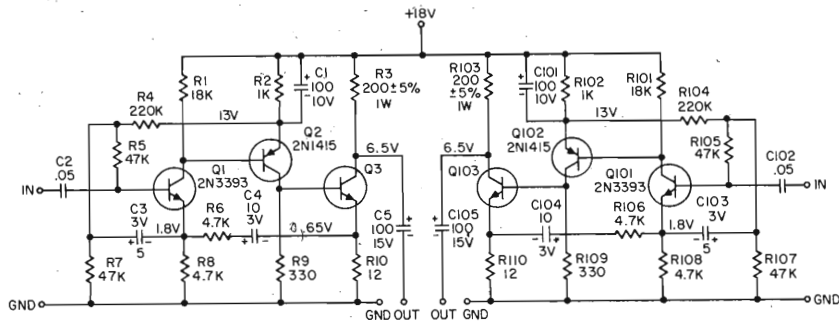 +18V
R1
18K
R2
1K
C1
100
10V
R3
200±5%
1W
R4
220K
13V
R5
47K
Q2
2N1415
6.5V
C2
.05
IN
Q1
2N3393
Q3
C3
3V
5
1.8V
R6
4.7K
C4
10
3V
0.65V
C5
100
15V
R7
47K
R8
4.7K
R9
330
R10
12
GND
GND
OUT
R103
200
±5%
1W
C101
100
10V
R102
1K
R101
18K
R104
220K
13V
R105
47K
Q102
2N1415
6.5V
Q103
Q101
2N3393
C102
.05
IN
C105
100
15V
C104
10
3V
R106
4.7K
1.8V
C103
3V
5
R110
12
R109
330
R108
4.7K
R107
47K
OUT
GND
GND